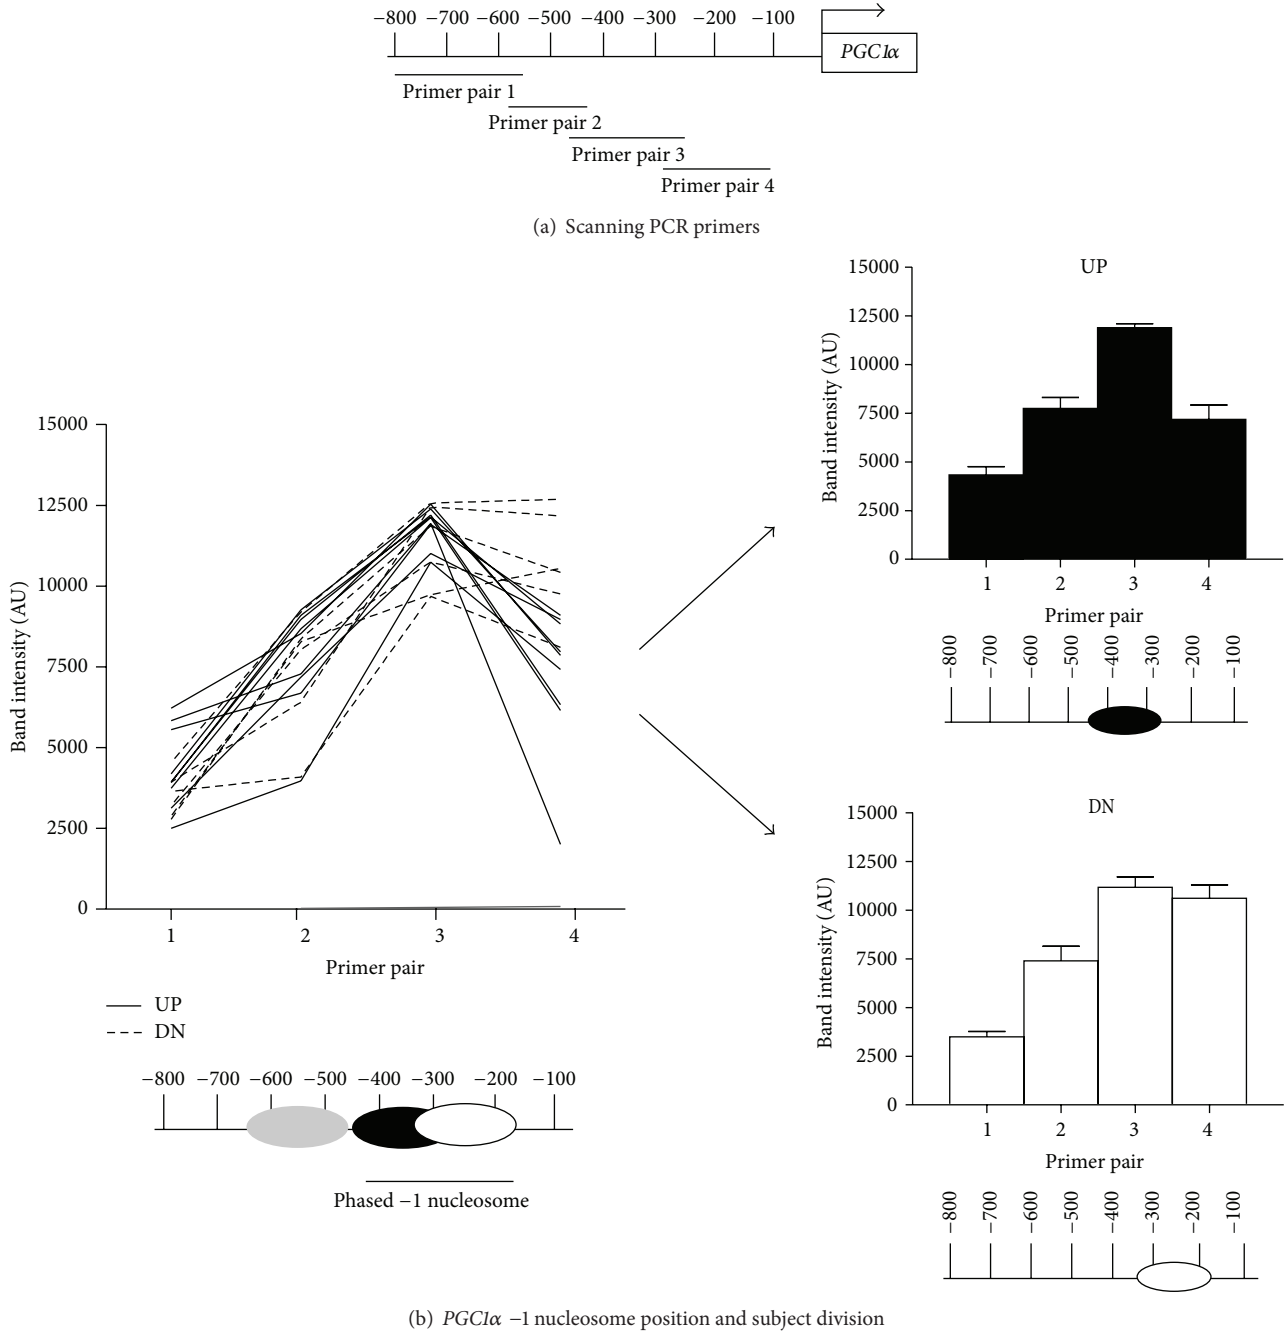 −800 −700 −600 −500 −400 −300 −200 −100
PGC1α
Primer pair 1
Primer pair 2
Primer pair 3
Primer pair 4
(a) Scanning PCR primers
15000
12500
10000
7500
5000
2500
0
Band intensity (AU)
1 2 3 4
Primer pair
UP
DN
−800 −700 −600 −500 −400 −300 −200 −100
Phased −1 nucleosome
UP
15000
12500
10000
7500
5000
2500
0
Band intensity (AU)
1 2 3 4
Primer pair
−800 −700 −600 −500 −400 −300 −200 −100
DN
15000
12500
10000
7500
5000
2500
0
Band intensity (AU)
1 2 3 4
Primer pair
−800 −700 −600 −500 −400 −300 −200 −100
(b) PGC1α −1 nucleosome position and subject division